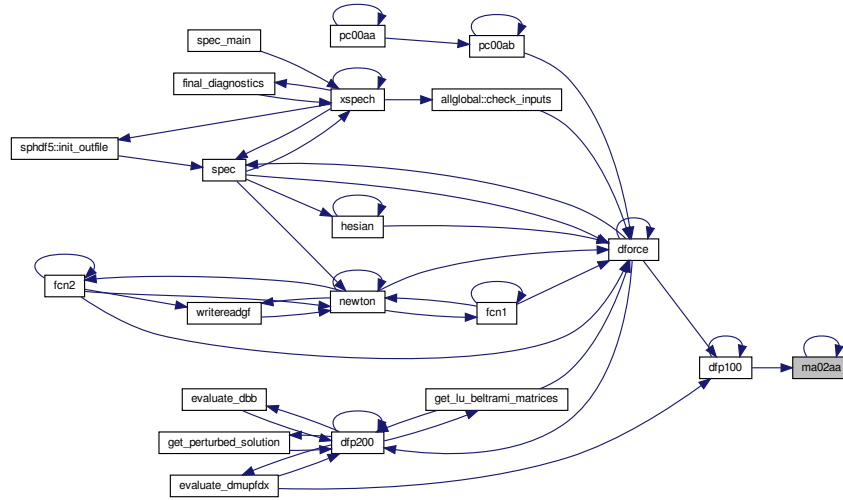 pc00aa
pc00ab
spec_main
final_diagnostics
xspech
allglobal::check_inputs
sphdf5::init_outfile
spec
hesian
dforce
fcn2
newton
writereadgf
fcn1
dfp100
ma02aa
evaluate_dbb
get_lu_beltrami_matrices
get_perturbed_solution
dfp200
evaluate_dmupfdx